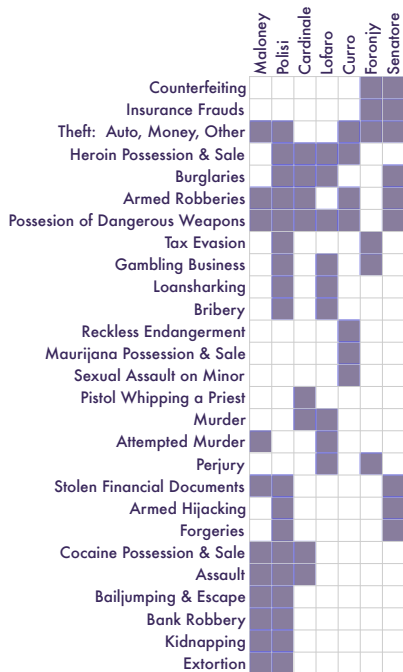 Maloney
Polisi
Cardinale
Lofaro
Curro
Foronjy
Senatore
Counterfeiting
Insurance Frauds
Theft: Auto, Money, Other
Heroin Possession & Sale
Burglaries
Armed Robberies
Possesion of Dangerous Weapons
Tax Evasion
Gambling Business
Loansharking
Bribery
Reckless Endangerment
Maurijana Possession & Sale
Sexual Assault on Minor
Pistol Whipping a Priest
Murder
Attempted Murder
Perjury
Stolen Financial Documents
Armed Hijacking
Forgeries
Cocaine Possession & Sale
Assault
Bailjumping & Escape
Bank Robbery
Kidnapping
Extortion